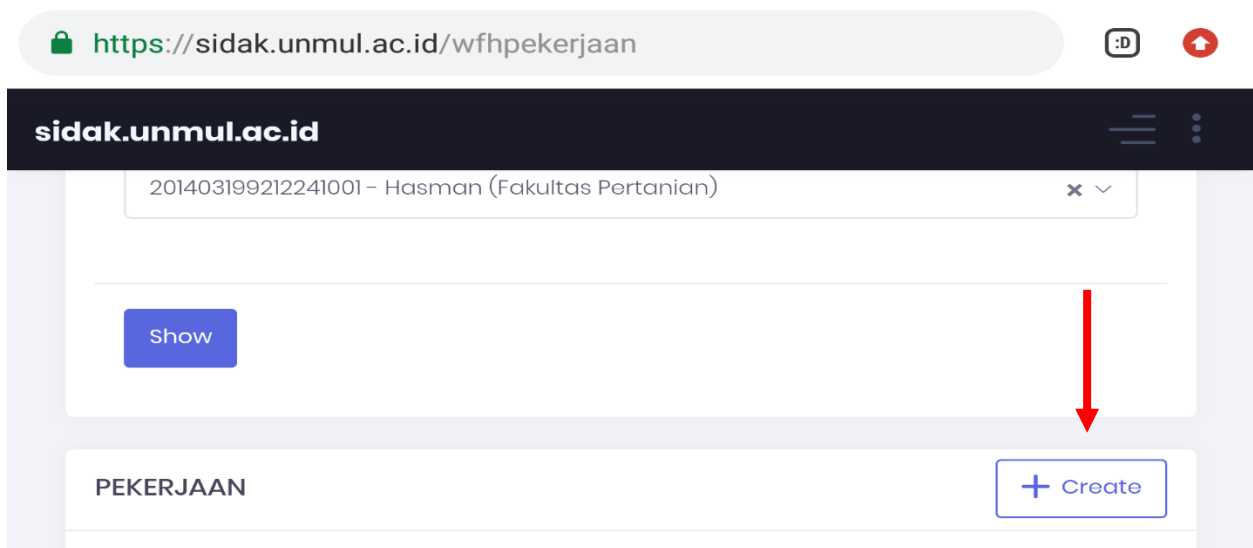 https://sidak.unmul.ac.id/wfhpekerjaan
:D
sidak.unmul.ac.id
201403199212241001 - Hasman (Fakultas Pertanian)
Show
PEKERJAAN
+ Create